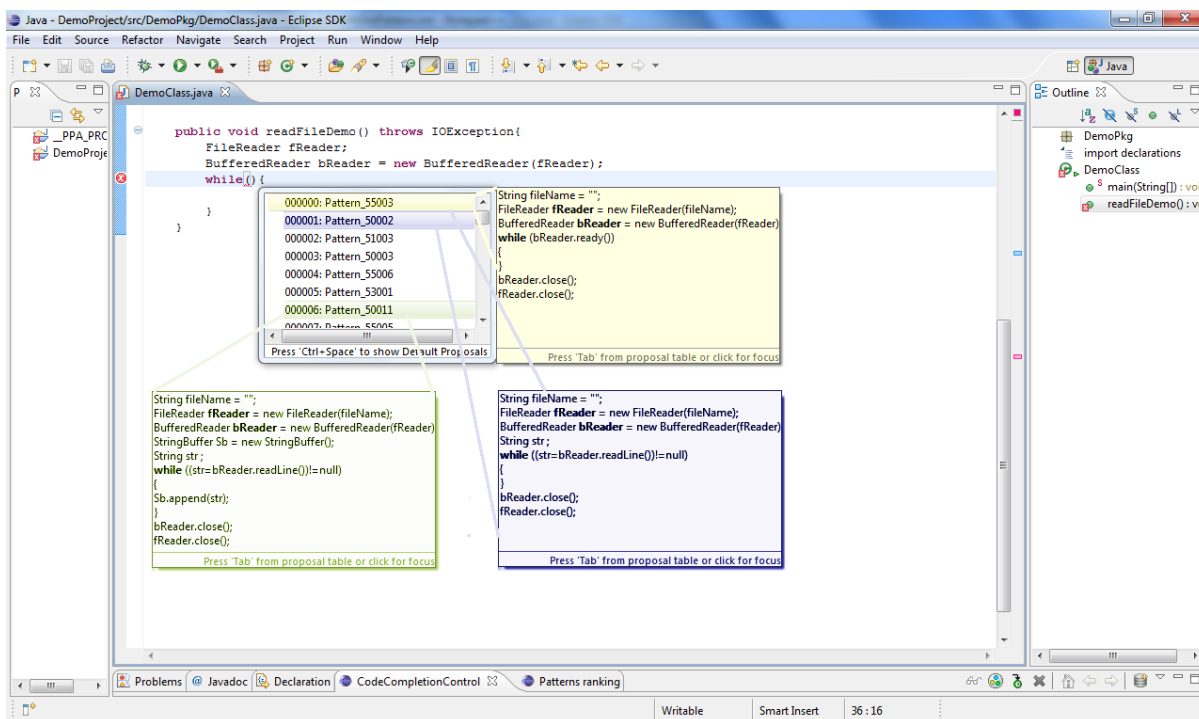 Java - DemoProject/src/DemoPkg/DemoClass.java - Eclipse SDK
File Edit Source Refactor Navigate Search Project Run Window Help
Java
P
DemoClass.java
Outline
__PPA_PRC
DemoProje
public void readFileDemo() throws IOException{
FileReader fReader;
BufferedReader bReader = new BufferedReader(fReader);
while(){
}
}
000000: Pattern_55003
000001: Pattern_50002
000002: Pattern_51003
000003: Pattern_50003
000004: Pattern_55006
000005: Pattern_53001
000006: Pattern_50011
000007: Pattern_55005
Press 'Ctrl+Space' to show Default Proposals
String fileName = "";
FileReader fReader = new FileReader(fileName);
BufferedReader bReader = new BufferedReader(fReader)
while (bReader.ready())
{
}
bReader.close();
fReader.close();
Press 'Tab' from proposal table or click for focus
String fileName = "";
FileReader fReader = new FileReader(fileName);
BufferedReader bReader = new BufferedReader(fReader)
StringBuffer Sb = new StringBuffer();
String str ;
while ((str=bReader.readLine())!=null)
{
Sb.append(str);
}
bReader.close();
fReader.close();
Press 'Tab' from proposal table or click for focus
String fileName = "";
FileReader fReader = new FileReader(fileName);
BufferedReader bReader = new BufferedReader(fReader)
String str ;
while ((str=bReader.readLine())!=null)
{
}
bReader.close();
fReader.close();
Press 'Tab' from proposal table or click for focus
DemoPkg
import declarations
DemoClass
main(String[]) : voi
readFileDemo() : v
Problems @ Javadoc Declaration CodeCompletionControl Patterns ranking
Writable Smart Insert 36 : 16